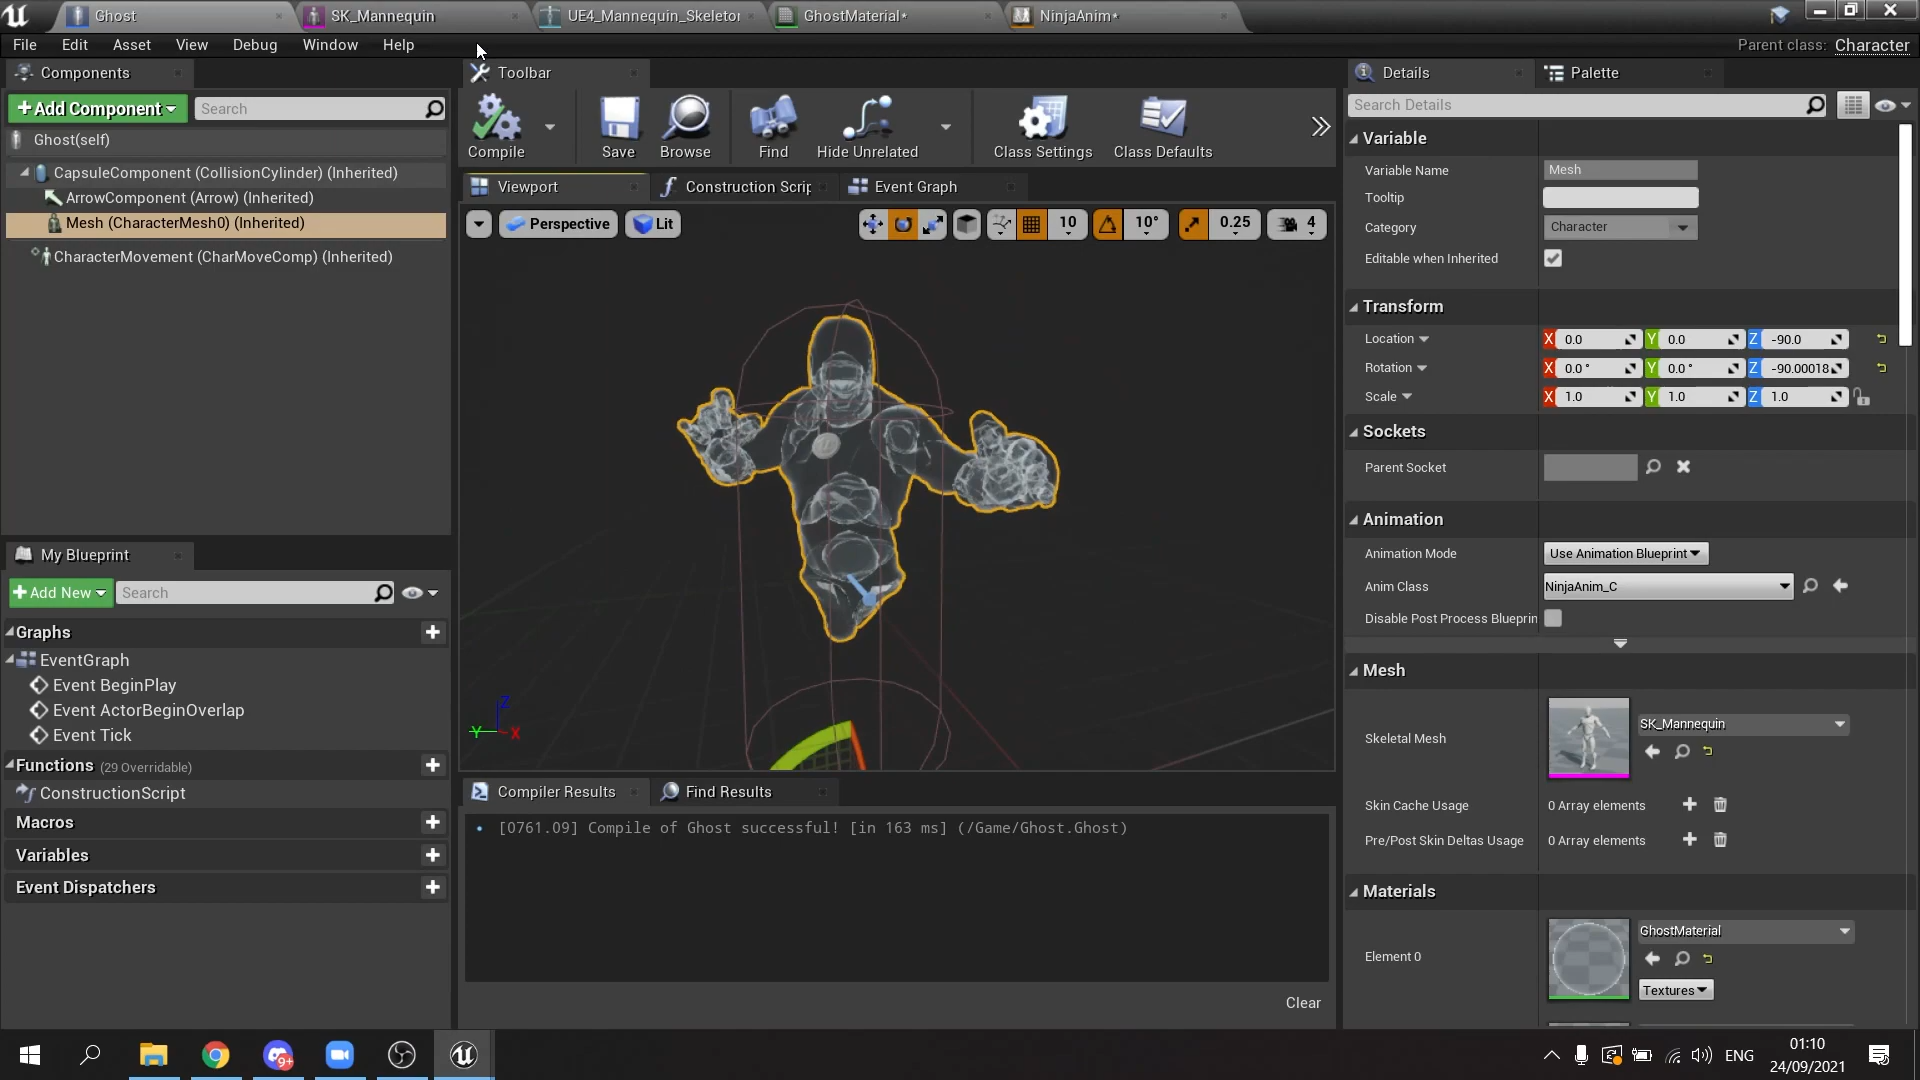 Ghost
SK_Mannequin
UE4_Mannequin_Skeletor
GhostMaterial*
NinjaAnim*
File
Edit
Asset
View
Debug
Window
Help
Parent class: Character
Components
+Add Component
Search
Ghost(self)
CapsuleComponent (CollisionCylinder) (Inherited)
ArrowComponent (Arrow) (Inherited)
Mesh (CharacterMesh0) (Inherited)
CharacterMovement (CharMoveComp) (Inherited)
My Blueprint
+Add New
Search
Graphs
EventGraph
Event BeginPlay
Event ActorBeginOverlap
Event Tick
Functions (29 Overridable)
ConstructionScript
Macros
Variables
Event Dispatchers
Toolbar
Compile
Save
Browse
Find
Hide Unrelated
Class Settings
Class Defaults
Viewport
Construction Scrip
Event Graph
Perspective
Lit
10
10°
0.25
4
Z
Y
X
Compiler Results
Find Results
• [0761.09] Compile of Ghost successful! [in 163 ms] (/Game/Ghost.Ghost)
Clear
Details
Palette
Search Details
Variable
Variable Name
Mesh
Tooltip
Category
Character
Editable when Inherited
Transform
Location
X 0.0 Y 0.0 Z -90.0
Rotation
X 0.0 ° Y 0.0 ° Z -90.00018
Scale
X 1.0 Y 1.0 Z 1.0
Sockets
Parent Socket
Animation
Animation Mode
Use Animation Blueprint
Anim Class
NinjaAnim_C
Disable Post Process Blueprin
Mesh
Skeletal Mesh
SK_Mannequin
Skin Cache Usage
0 Array elements
Pre/Post Skin Deltas Usage
0 Array elements
Materials
Element 0
GhostMaterial
Textures
9+
ENG
01:10
24/09/2021